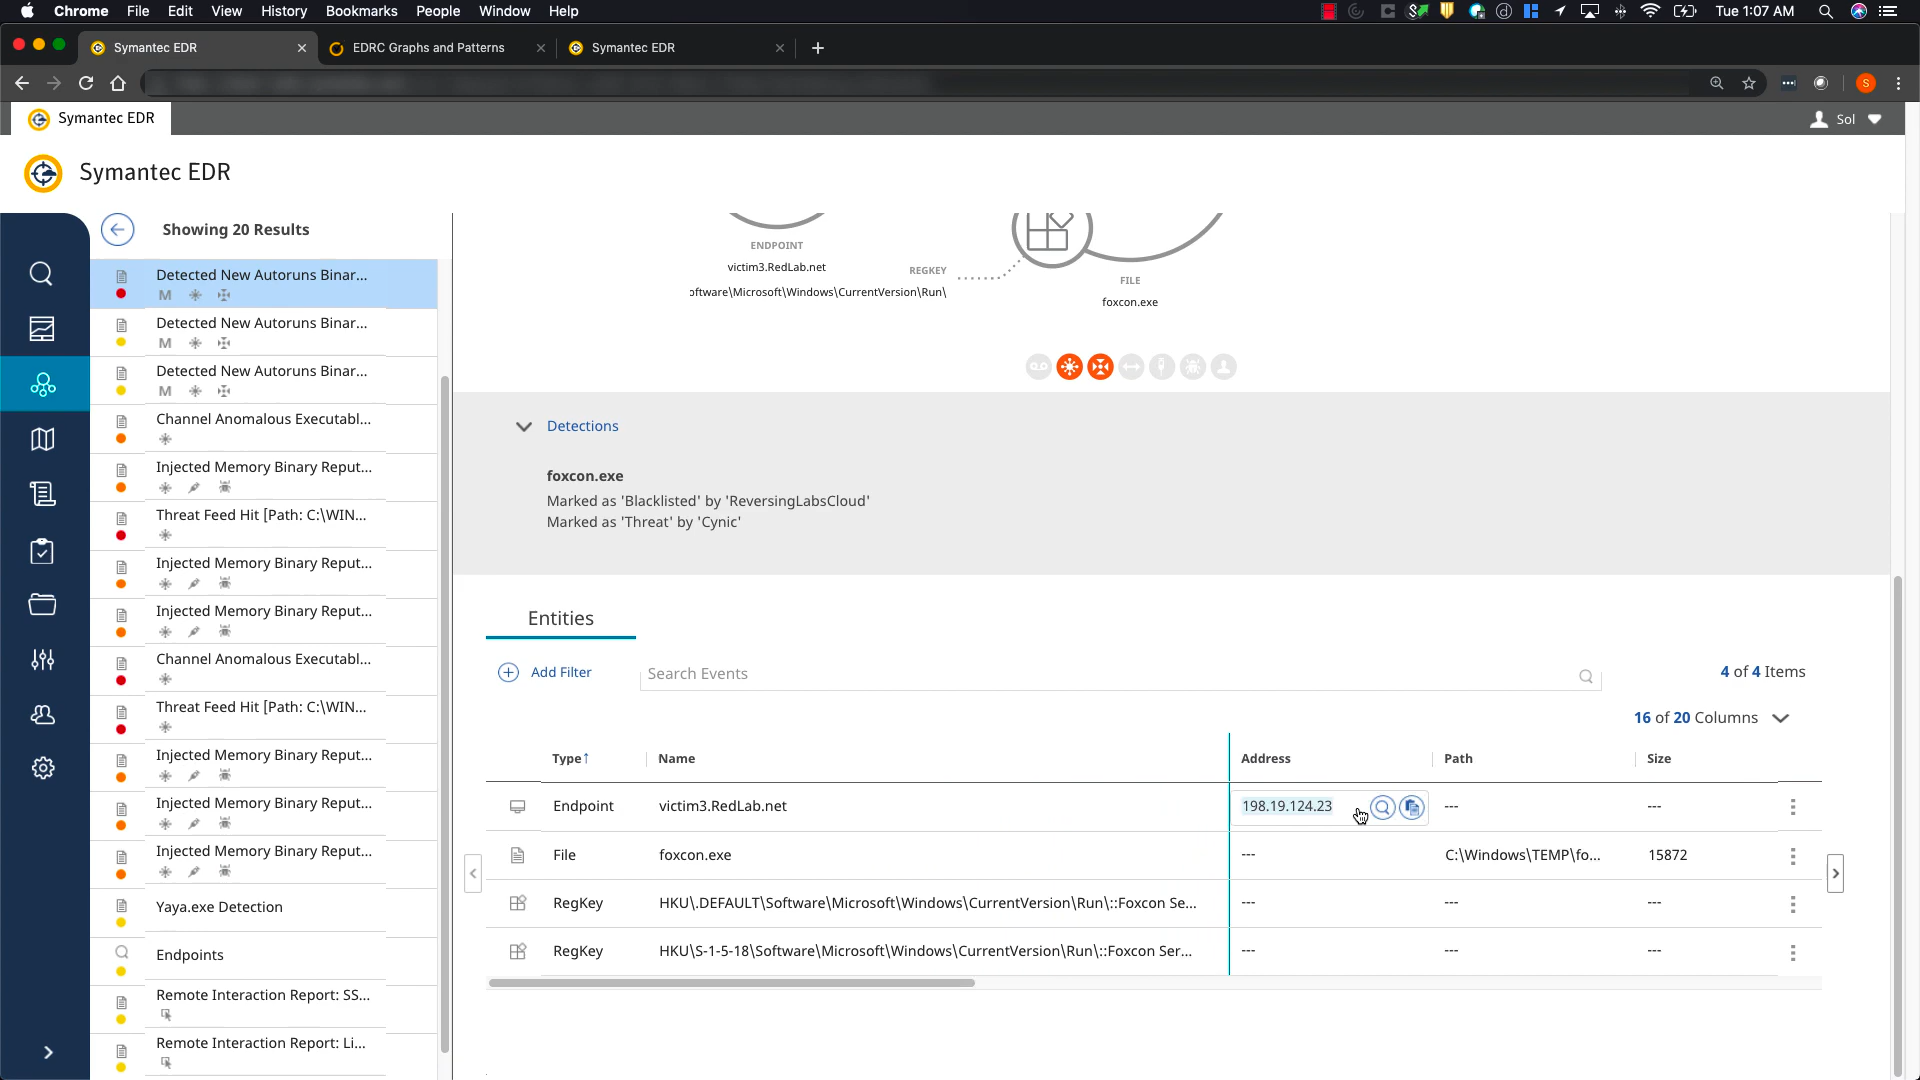 Chrome File Edit View History Bookmarks People Window Help
Tue 1:07 AM
Symantec EDR
EDRC Graphs and Patterns
Symantec EDR
S
Symantec EDR
Sol
Symantec EDR
Showing 20 Results
Detected New Autoruns Binar...
M
Detected New Autoruns Binar...
M
Detected New Autoruns Binar...
M
Channel Anomalous Executabl...
Injected Memory Binary Reput...
Threat Feed Hit [Path: C:\WIN...
Injected Memory Binary Reput...
Injected Memory Binary Reput...
Channel Anomalous Executabl...
Threat Feed Hit [Path: C:\WIN...
Injected Memory Binary Reput...
Injected Memory Binary Reput...
Injected Memory Binary Reput...
Yaya.exe Detection
Endpoints
Remote Interaction Report: SS...
Remote Interaction Report: Li...
ENDPOINT
victim3.RedLab.net
REGKEY
oftware\Microsoft\Windows\CurrentVersion\Run\
FILE
foxcon.exe
Detections
foxcon.exe
Marked as 'Blacklisted' by 'ReversingLabsCloud'
Marked as 'Threat' by 'Cynic'
Entities
Add Filter
Search Events
4 of 4 Items
16 of 20 Columns
Type↑ Name Address Path Size
Endpoint victim3.RedLab.net 198.19.124.23 --- ---
File foxcon.exe --- C:\Windows\TEMP\fo... 15872
RegKey HKU\.DEFAULT\Software\Microsoft\Windows\CurrentVersion\Run\::Foxcon Se... --- --- ---
RegKey HKU\S-1-5-18\Software\Microsoft\Windows\CurrentVersion\Run\::Foxcon Ser... --- --- ---